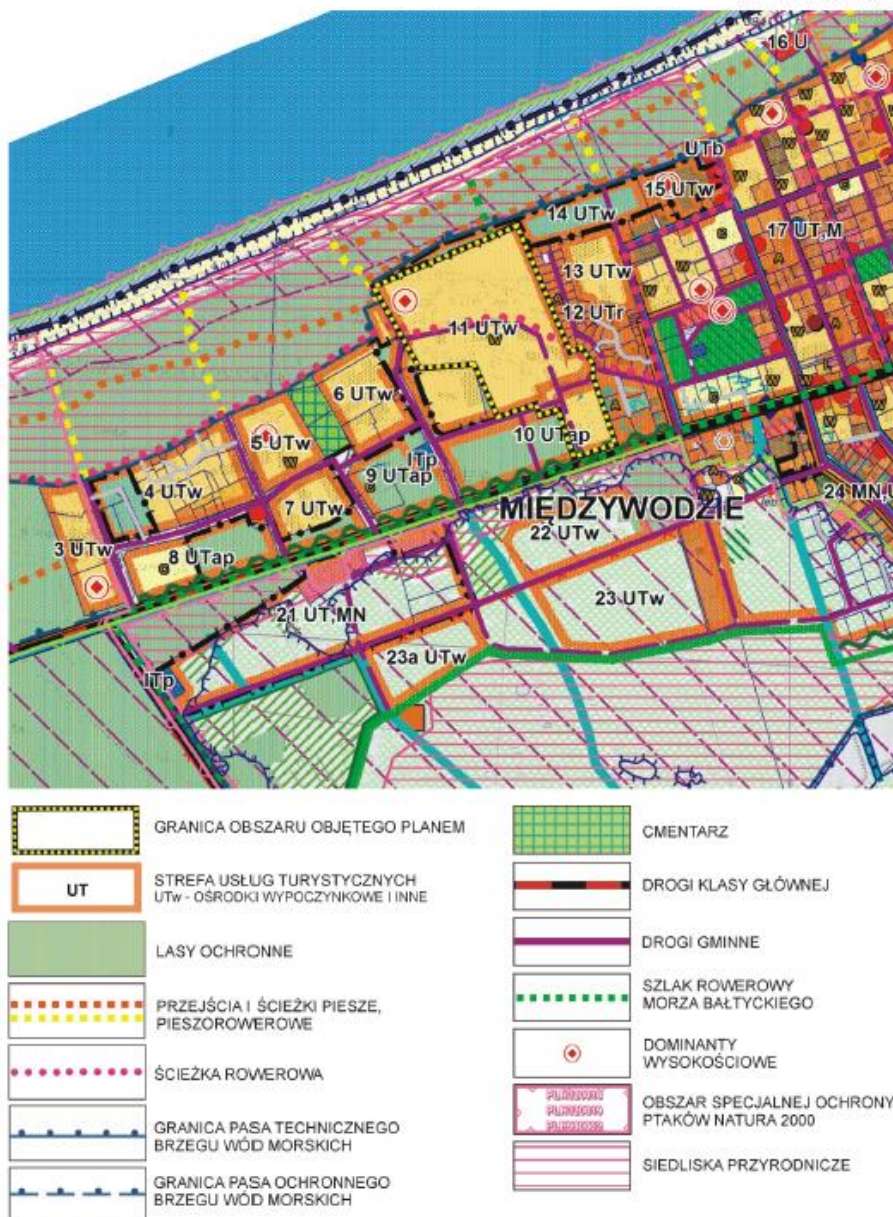 16 U
UTb
15 UTw
14 UTw
17 UT,M
13 UTw
12 UTr
11 UTw
6 UTw
10 UTap
5 UTw
ITp
9 UTap
4 UTw
7 UTw
MIĘDZYWODZIE
24 MN,U
3 UTw
8 UTap
22 UTw
23 UTw
21 UT,MN
23a UTw
ITp
GRANICA OBSZARU OBJĘTEGO PLANEM
UT
STREFA USŁUG TURYSTYCZNYCH
UTw - OŚRODKI WYPOCZYNKOWE I INNE
LASY OCHRONNE
PRZEJŚCIA I ŚCIEŻKI PIESZE,
PIESZOROWEROWE
ŚCIEŻKA ROWEROWA
GRANICA PASA TECHNICZNEGO
BRZEGU WÓD MORSKICH
GRANICA PASA OCHRONNEGO
BRZEGU WÓD MORSKICH
CMENTARZ
DROGI KLASY GŁÓWNEJ
DROGI GMINNE
SZLAK ROWEROWY
MORZA BAŁTYCKIEGO
DOMINANTY
WYSOKOŚCIOWE
OBSZAR SPECJALNEJ OCHRONY
PTAKÓW NATURA 2000
SIEDLISKA PRZYRODNICZE